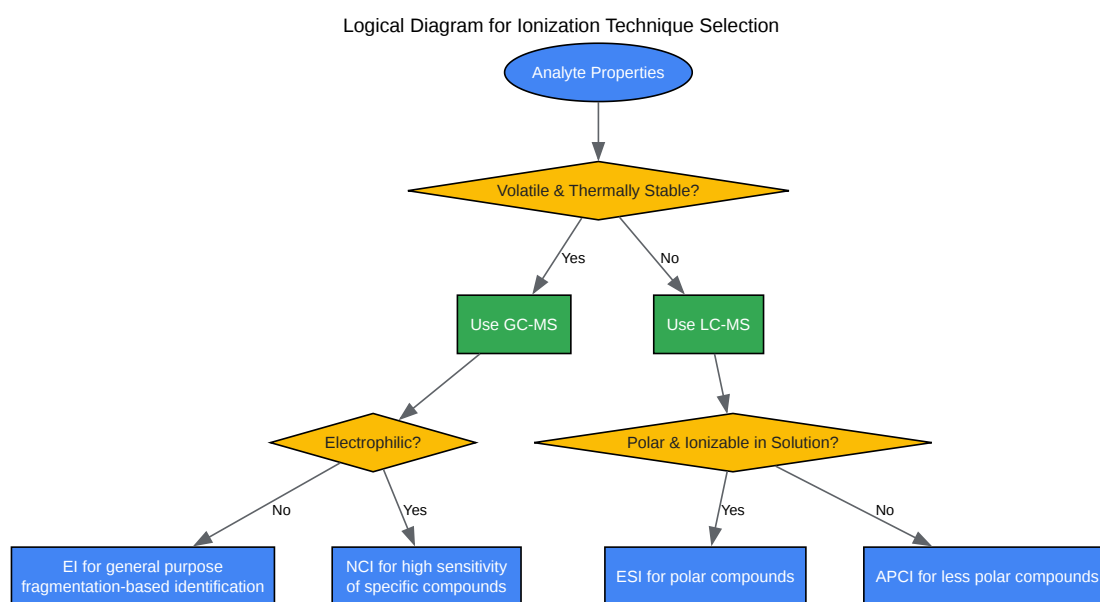 Logical Diagram for Ionization Technique Selection
Analyte Properties
Volatile & Thermally Stable?
Yes
No
Use GC-MS
Use LC-MS
Electrophilic?
Polar & Ionizable in Solution?
No
Yes
Yes
No
EI for general purpose
fragmentation-based identification
NCI for high sensitivity
of specific compounds
ESI for polar compounds
APCI for less polar compounds